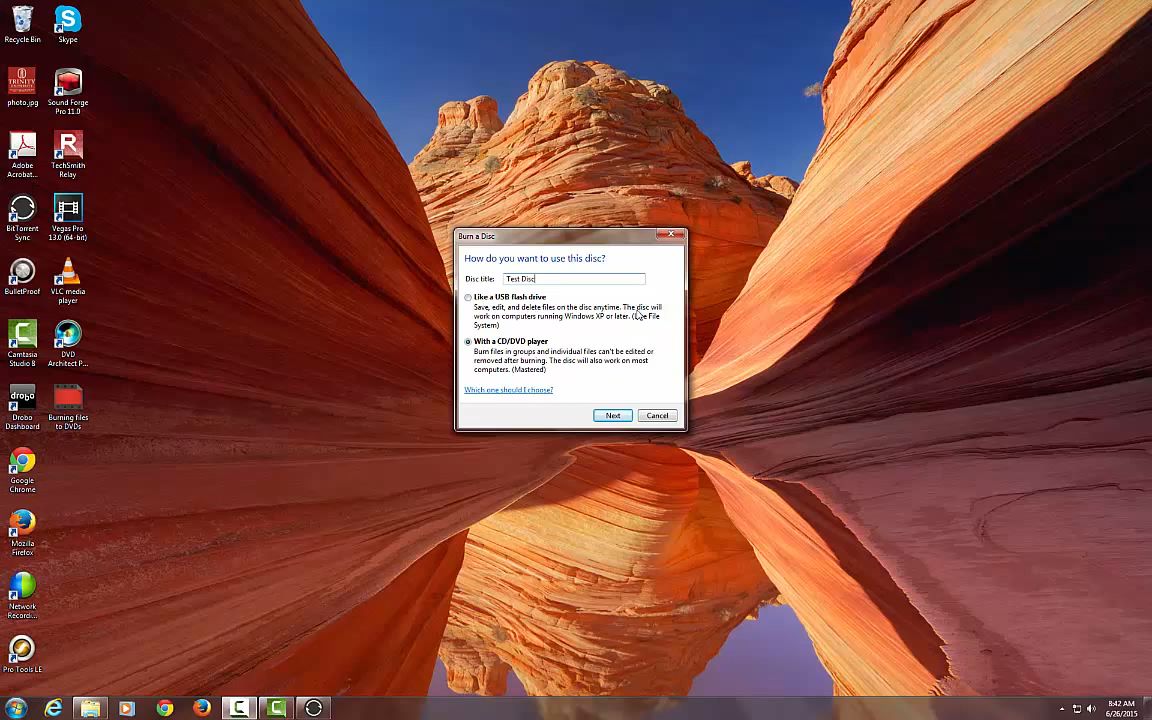 Recycle Bin
Skype
TRINITY
photo.jpg
Sound Forge
Pro 11.0
Adobe
Acrobat...
TechSmith
Relay
BitTorrent
Sync
Vegas Pro
13.0 (64-bit)
BulletProof
VLC media
player
Camtasia
Studio 8
DVD
Architect P...
drobo
Drobo
Dashboard
Burning files
to DVDs
Google
Chrome
Mozilla
Firefox
Network
Recordi...
Pro Tools LE
Burn a Disc
How do you want to use this disc?
Disc title: Test Disc
Like a USB flash drive
Save, edit, and delete files on the disc anytime. The disc will
work on computers running Windows XP or later. (Live File
System)
With a CD/DVD player
Burn files in groups and individual files can't be edited or
removed after burning. The disc will also work on most
computers. (Mastered)
Which one should I choose?
Next
Cancel
8:42 AM
6/26/2015